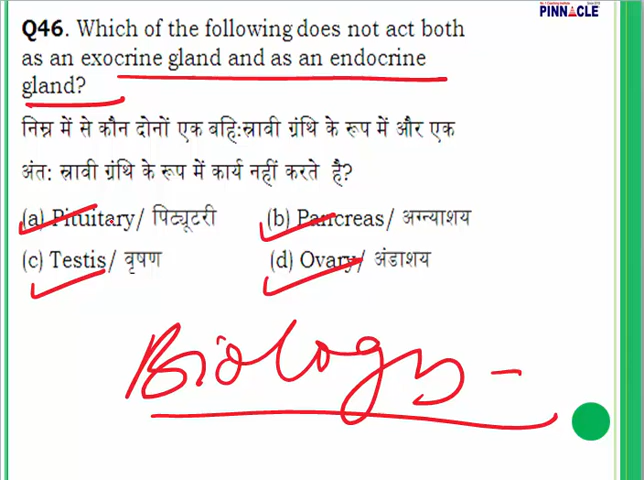 PINNACLE
Q46. Which of the following does not act both
as an exocrine gland and as an endocrine
gland?
निम्न में से कौन दोनों एक बहि:स्रावी ग्रंथि के रूप में और एक
अंत: स्रावी ग्रंथि के रूप में कार्य नहीं करते है?
(a) Pituitary/ पिट्यूटरी (b) Pancreas/ अग्न्याशय
(c) Testis/ वृषण (d) Ovary/ अंडाशय
Biology -